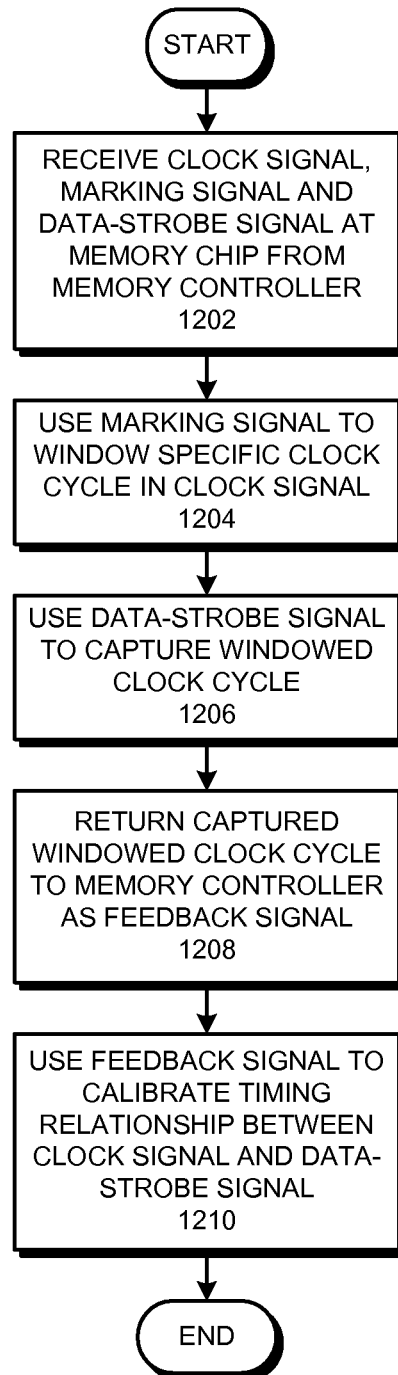 START
RECEIVE CLOCK SIGNAL,
MARKING SIGNAL AND
DATA-STROBE SIGNAL AT
MEMORY CHIP FROM
MEMORY CONTROLLER
1202
USE MARKING SIGNAL TO
WINDOW SPECIFIC CLOCK
CYCLE IN CLOCK SIGNAL
1204
USE DATA-STROBE SIGNAL
TO CAPTURE WINDOWED
CLOCK CYCLE
1206
RETURN CAPTURED
WINDOWED CLOCK CYCLE
TO MEMORY CONTROLLER
AS FEEDBACK SIGNAL
1208
USE FEEDBACK SIGNAL TO
CALIBRATE TIMING
RELATIONSHIP BETWEEN
CLOCK SIGNAL AND DATA-
STROBE SIGNAL
1210
END